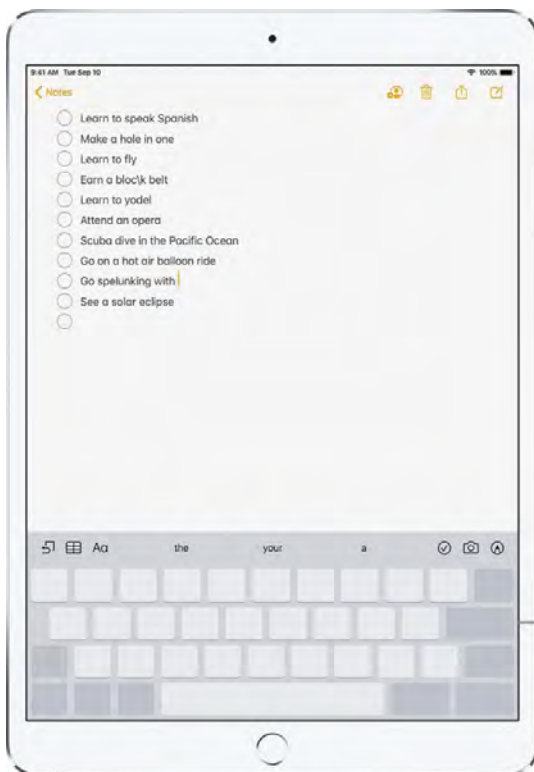 9:41 AM Tue Sep 10
100%
Notes
Learn to speak Spanish
Make a hole in one
Learn to fly
Earn a bloc\k belt
Learn to yodel
Attend an opera
Scuba dive in the Pacific Ocean
Go on a hot air balloon ride
Go spelunking with
See a solar eclipse
Aa the your a